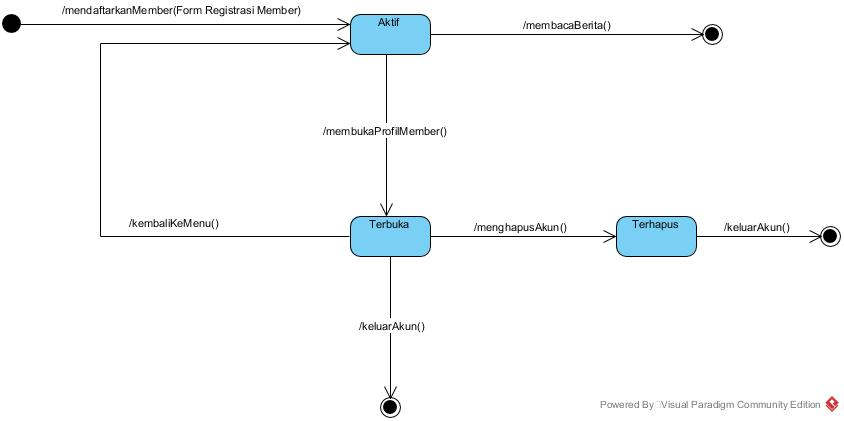 /mendaftarkanMember(Form Registrasi Member)
Aktif
/membacaBerita()
/membukaProfilMember()
/kembaliKeMenu()
Terbuka
/menghapusAkun()
Terhapus
/keluarAkun()
/keluarAkun()
Powered By Visual Paradigm Community Edition